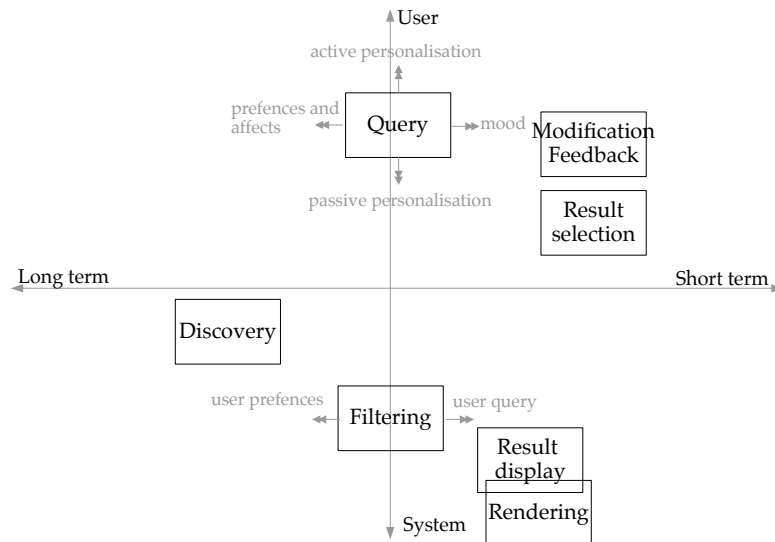 User
active personalisation
prefences and
affects
Query
mood
Modification
Feedback
passive personalisation
Result
selection
Long term
Short term
Discovery
user prefences
Filtering
user query
Result
display
Rendering
System